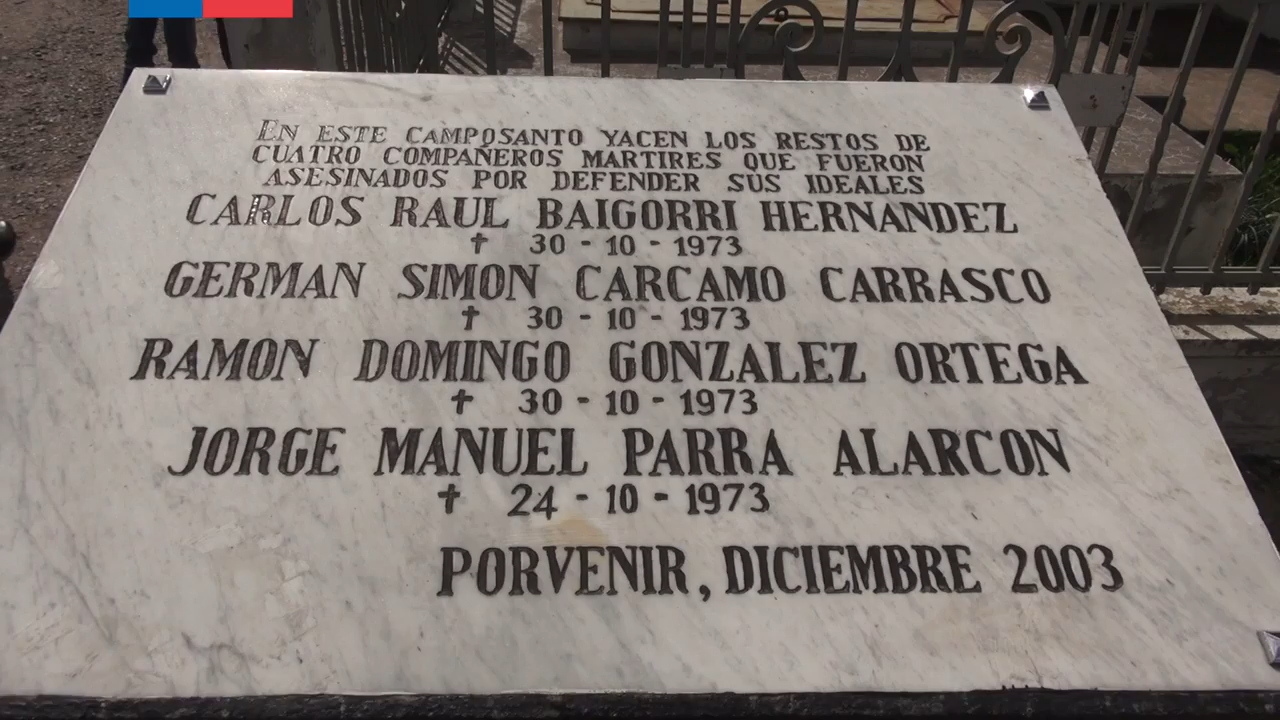 EN ESTE CAMPOSANTO YACEN LOS RESTOS DE
CUATRO COMPAÑEROS MARTIRES QUE FUERON
ASESINADOS POR DEFENDER SUS IDEALES
CARLOS RAUL BAIGORRI HERNANDEZ
† 30 - 10 - 1973
GERMAN SIMON CARCAMO CARRASCO
† 30 - 10 - 1973
RAMON DOMINGO GONZALEZ ORTEGA
† 30 - 10 - 1973
JORGE MANUEL PARRA ALARCON
† 24 - 10 - 1973
PORVENIR, DICIEMBRE 2003